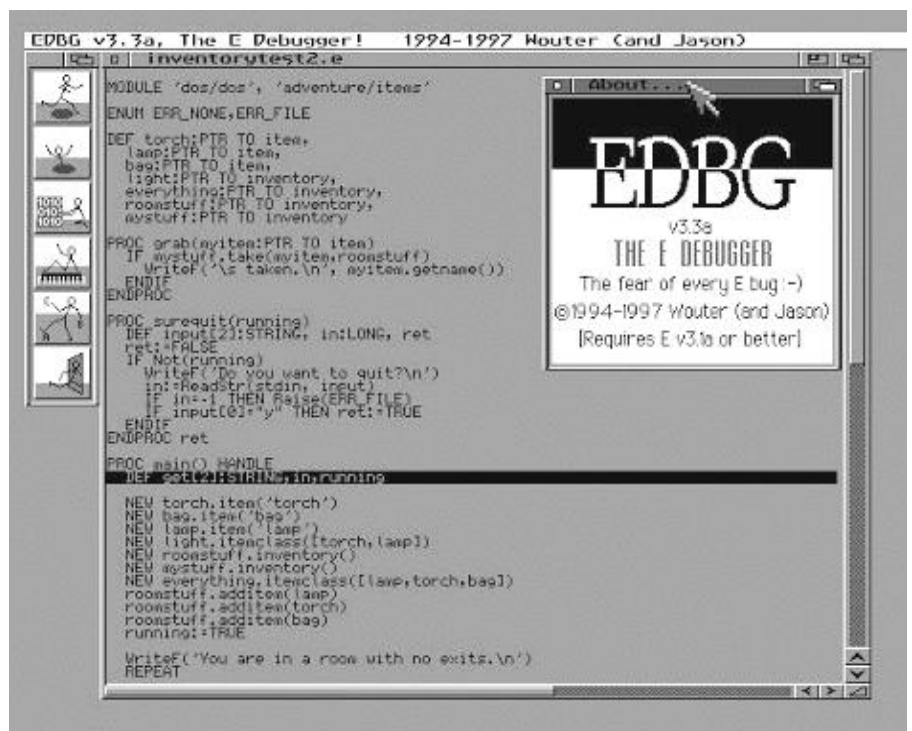 EDBG v3.3a, The E Debugger! 1994-1997 Wouter (and Jason)
inventorytest2.e
MODULE 'dos/dos', 'adventure/items'
ENUM ERR_NONE,ERR_FILE
DEF torch:PTR TO item,
lamp:PTR TO item,
bag:PTR TO item,
light:PTR TO inventory,
everything:PTR TO inventory,
roomstuff:PTR TO inventory,
mystuff:PTR TO inventory
PROC grab(myitem:PTR TO item)
IF mystuff.take(myitem,roomstuff)
WriteF('\s taken.\n', myitem.getname())
ENDIF
ENDPROC
PROC surequit(running)
DEF input[2]:STRING, in:LONG, ret
ret:=FALSE
IF Not(running)
WriteF('Do you want to quit?\n')
in:=ReadStr(stdin, input)
IF in=-1 THEN Raise(ERR_FILE)
IF input[0]="y" THEN ret:=TRUE
ENDIF
ENDPROC ret
PROC main() HANDLE
DEF get[2]:STRING,in,running
NEW torch.item('torch')
NEW bag.item('bag')
NEW lamp.item('lamp')
NEW light.itemclass([torch,lamp])
NEW roomstuff.inventory()
NEW mystuff.inventory()
NEW everything.itemclass([lamp,torch,bag])
roomstuff.additem(lamp)
roomstuff.additem(torch)
roomstuff.additem(bag)
running:=TRUE
WriteF('You are in a room with no exits.\n')
REPEAT
About...
EDBG
v3.3a
THE E DEBUGGER
The fear of every E bug :-)
©1994-1997 Wouter (and Jason)
[Requires E v3.1a or better]